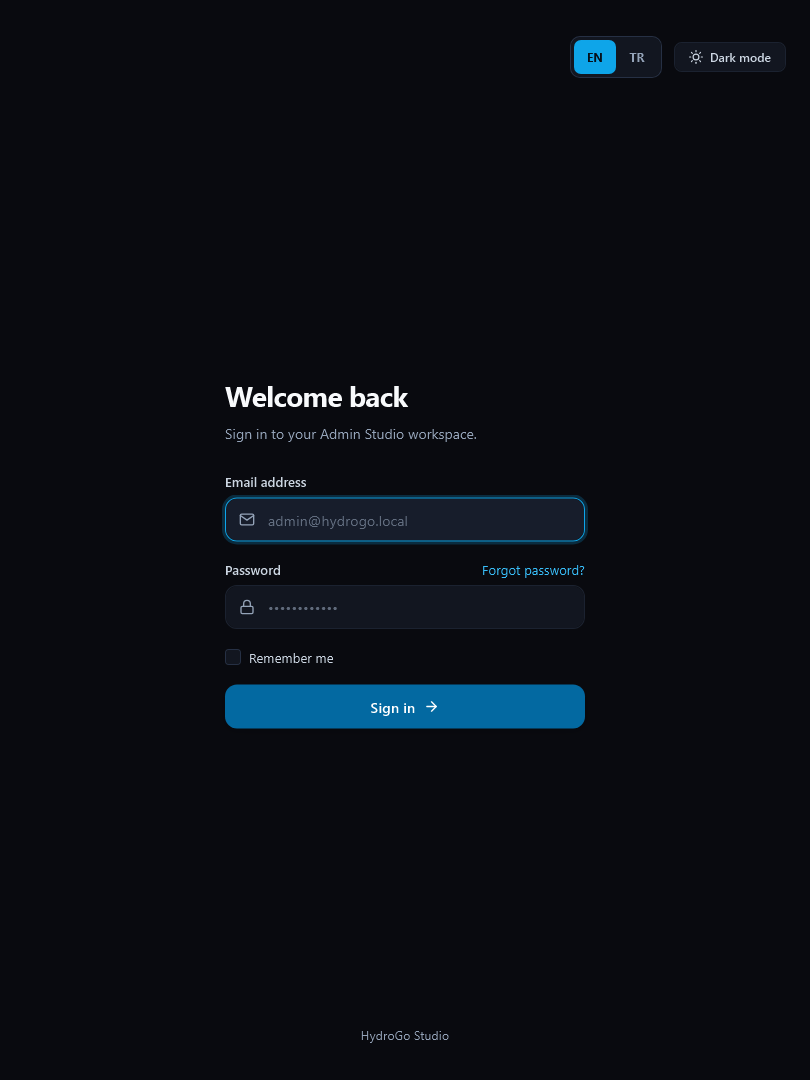 EN TR Dark mode
Welcome back
Sign in to your Admin Studio workspace.
Email address
admin@hydrogo.local
Password Forgot password?
••••••••••••
Remember me
Sign in →
HydroGo Studio